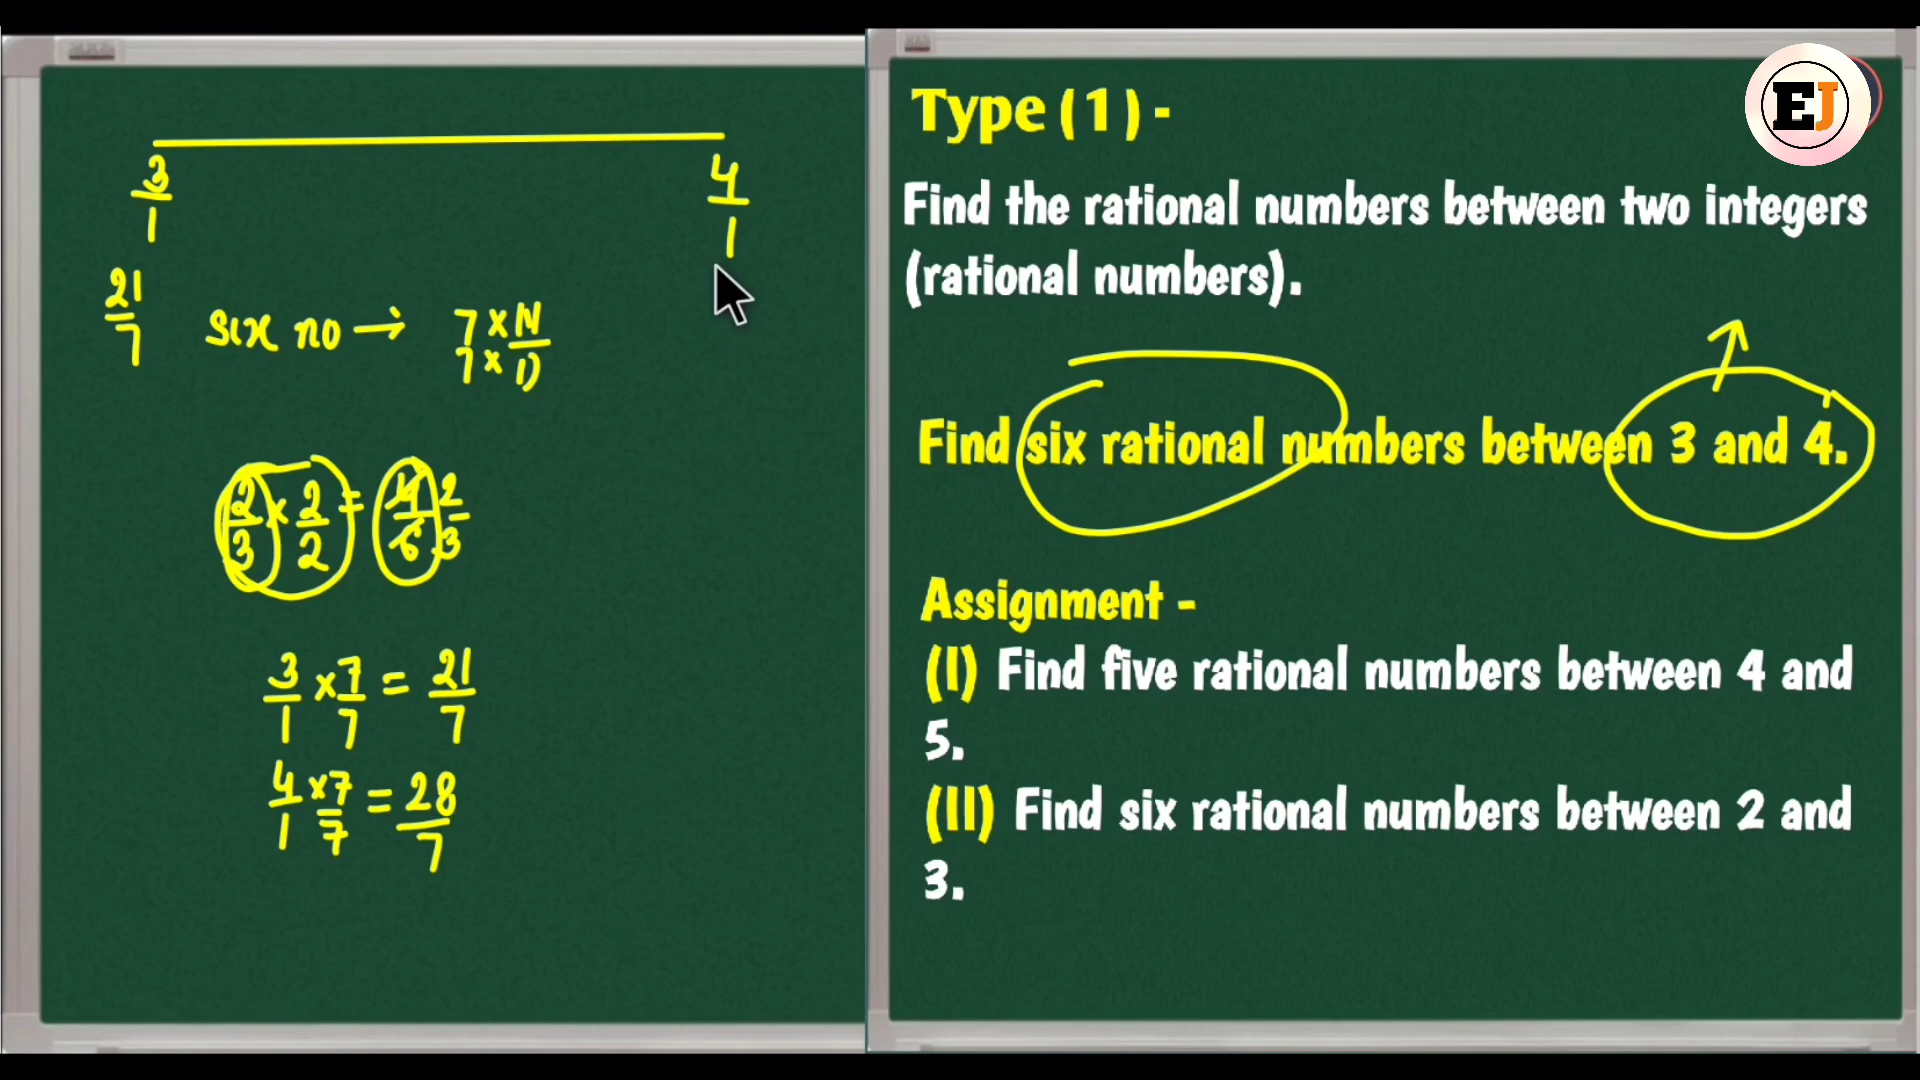 3/1 4/1
21/7
six no → 7 × N / 7 × D
2/3 × 2/2 = 4/6 2/3
3/1 × 7/7 = 21/7
4/1 × 7/7 = 28/7
EJ
Type (1) -
Find the rational numbers between two integers
(rational numbers).
Find six rational numbers between 3 and 4.
Assignment -
(I) Find five rational numbers between 4 and
5.
(II) Find six rational numbers between 2 and
3.